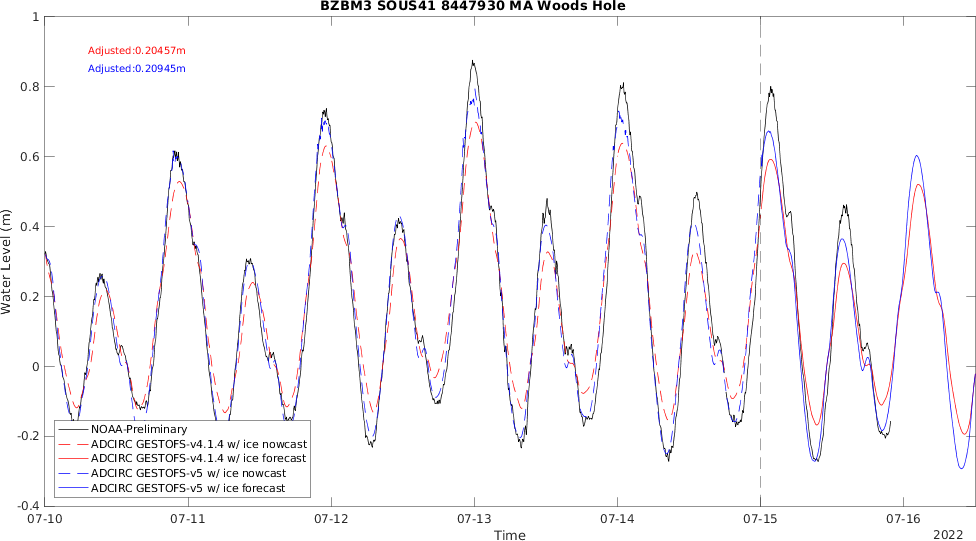 BZBM3 SOUS41 8447930 MA Woods Hole
Adjusted:0.20457m
Adjusted:0.20945m
Water Level (m)
1
0.8
0.6
0.4
0.2
0
-0.2
-0.4
NOAA-Preliminary
ADCIRC GESTOFS-v4.1.4 w/ ice nowcast
ADCIRC GESTOFS-v4.1.4 w/ ice forecast
ADCIRC GESTOFS-v5 w/ ice nowcast
ADCIRC GESTOFS-v5 w/ ice forecast
07-10 07-11 07-12 07-13 07-14 07-15 07-16
Time
2022